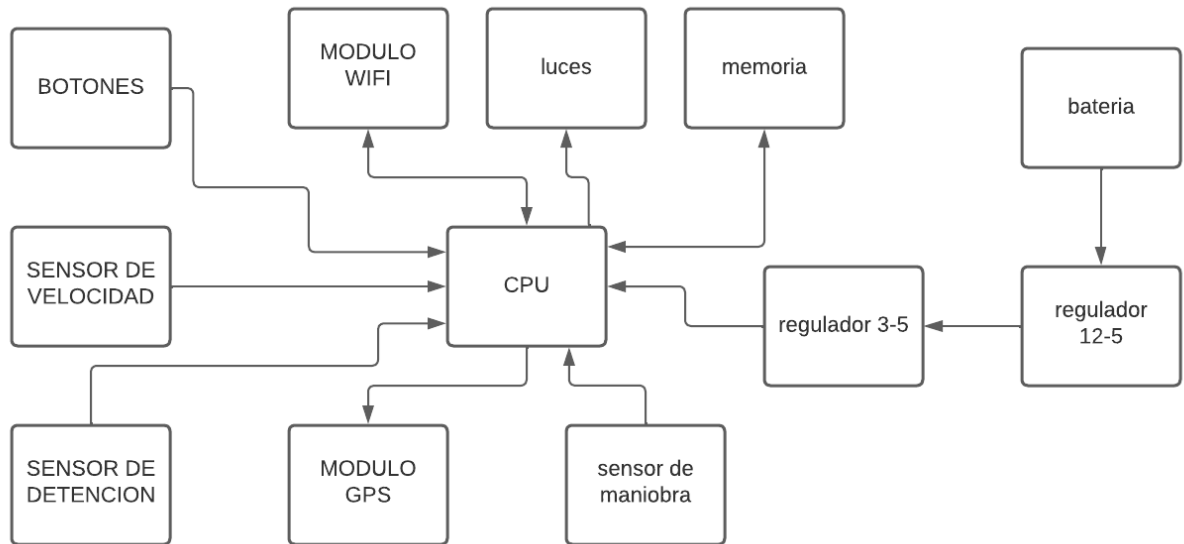 BOTONES
MODULO
WIFI
luces
memoria
bateria
SENSOR DE
VELOCIDAD
CPU
regulador 3-5
regulador
12-5
SENSOR DE
DETENCION
MODULO
GPS
sensor de
maniobra